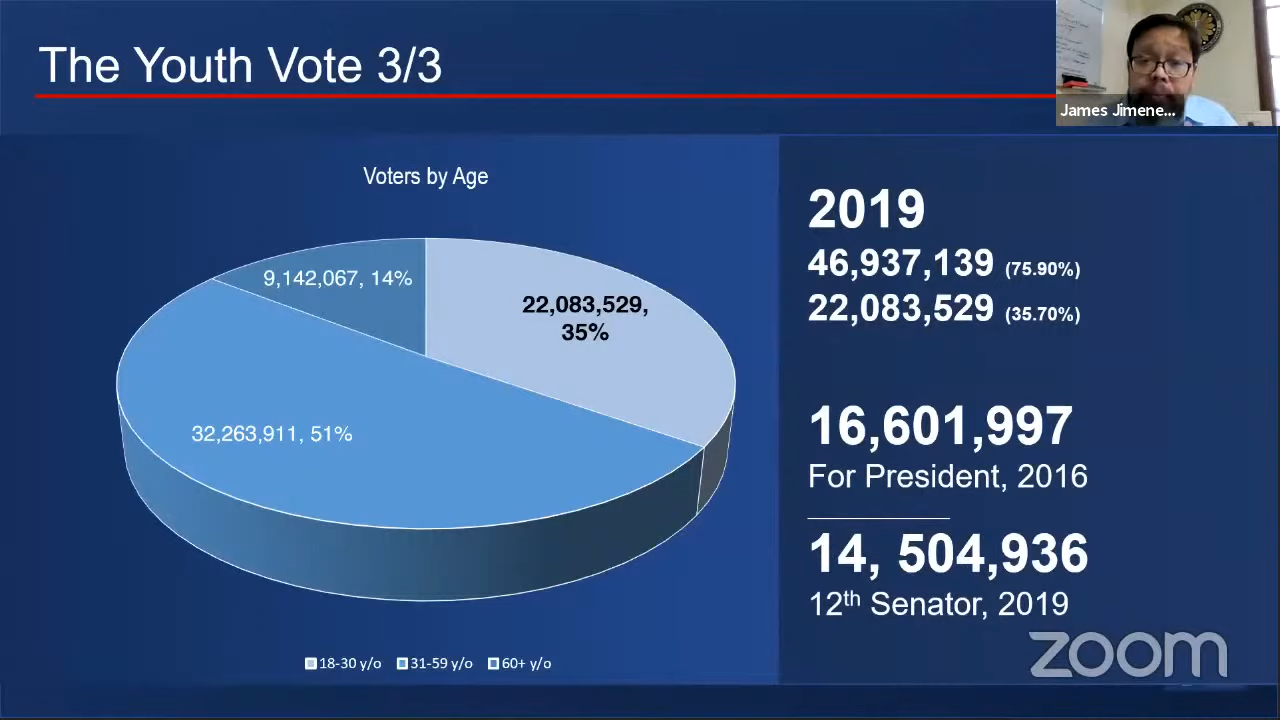 The Youth Vote 3/3
James Jimene...
Voters by Age
9,142,067, 14%
22,083,529,
35%
32,263,911, 51%
18-30 y/o 31-59 y/o 60+ y/o
2019
46,937,139 (75.90%)
22,083,529 (35.70%)
16,601,997
For President, 2016
14, 504,936
12th Senator, 2019
zoom